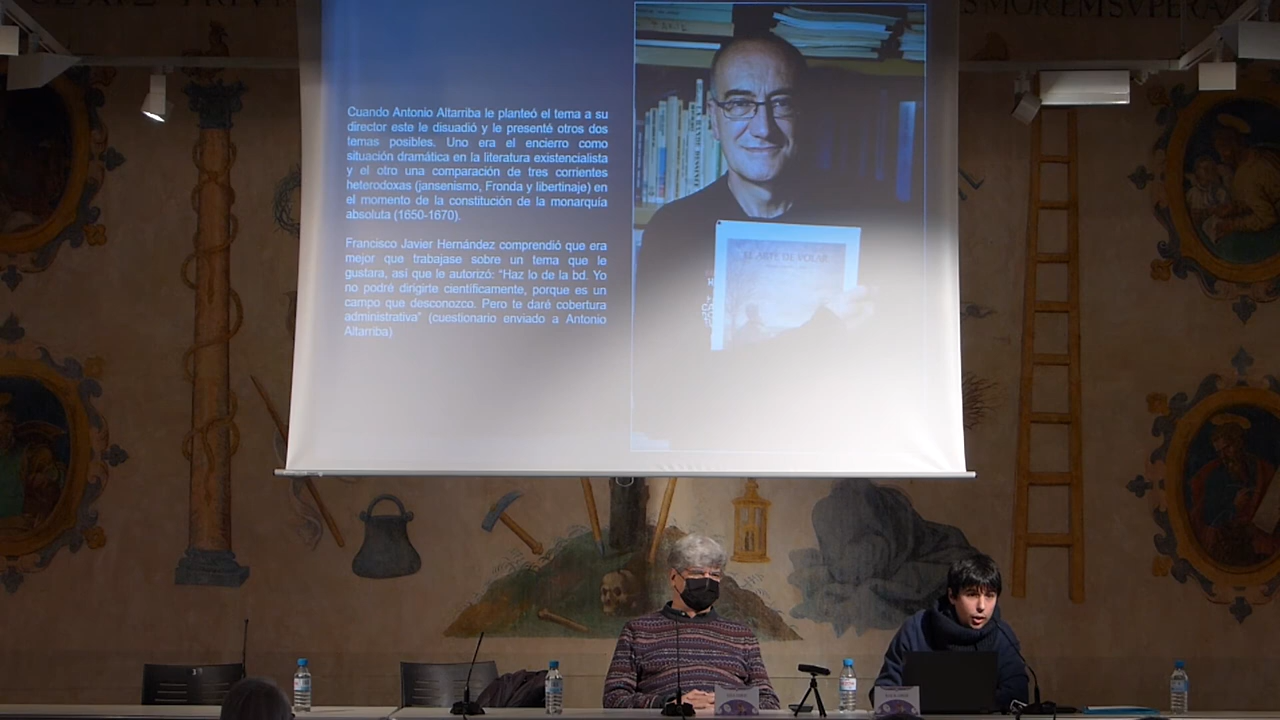 SMOREMSVPERA
Cuando Antonio Altarriba le planteó el tema a su
director este le disuadió y le presenté otros dos
temas posibles. Uno era el encierro como
situación dramática en la literatura existencialista
y el otro una comparación de tres corrientes
heterodoxas (jansenismo, Fronda y libertinaje) en
el momento de la constitución de la monarquía
absoluta (1650-1670).
Francisco Javier Hernández comprendió que era
mejor que trabajase sobre un tema que le
gustara, así que le autorizó: “Haz lo de la bd. Yo
no podré dirigirte científicamente, porque es un
campo que desconozco. Pero te daré cobertura
administrativa” (cuestionario enviado a Antonio
Altarriba)
EL ARTE DE VOLAR